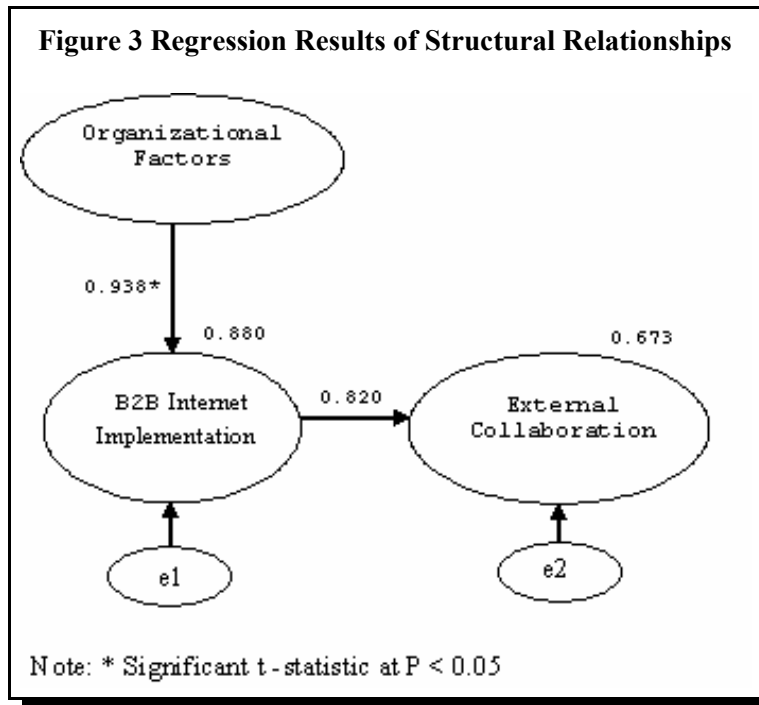 Figure 3 Regression Results of Structural Relationships
Organizational
Factors
0.938*
0.880
0.673
B2B Internet
Implementation
0.820
External
Collaboration
e1
e2
Note: * Significant t-statistic at P < 0.05